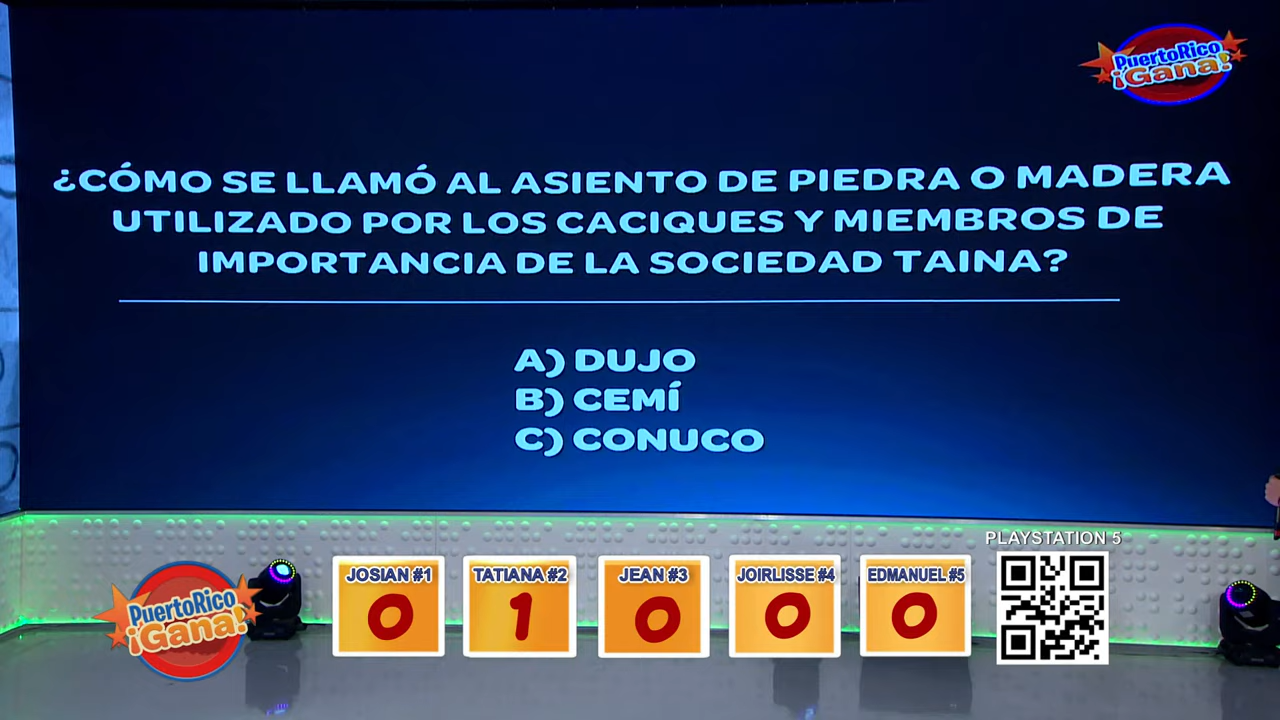 PuertoRico
¡Gana!
¿CÓMO SE LLAMÓ AL ASIENTO DE PIEDRA O MADERA
UTILIZADO POR LOS CACIQUES Y MIEMBROS DE
IMPORTANCIA DE LA SOCIEDAD TAINA?
A) DUJO
B) CEMÍ
C) CONUCO
PLAYSTATION 5
PuertoRico
¡Gana!
JOSIAN #1
0
TATIANA #2
1
JEAN #3
0
JOIRLISSE #4
0
EDMANUEL #5
0